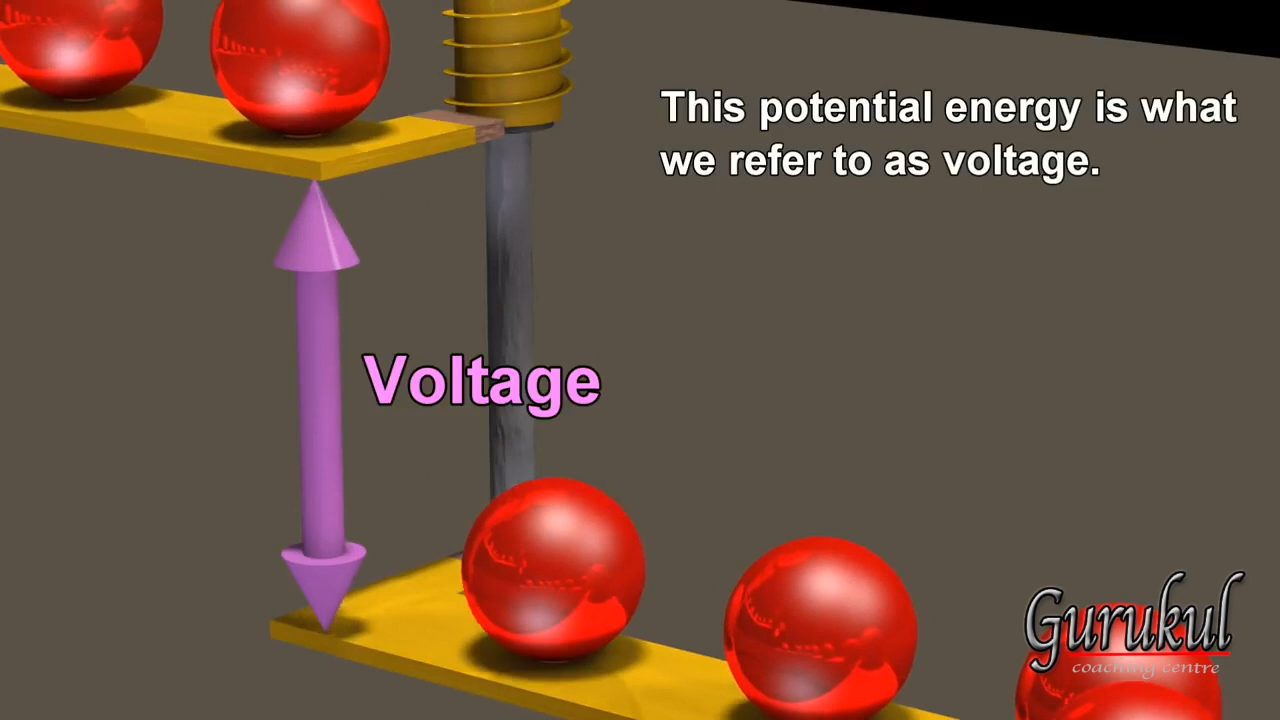 This potential energy is what
we refer to as voltage.
Voltage
Gurukul
coaching centre